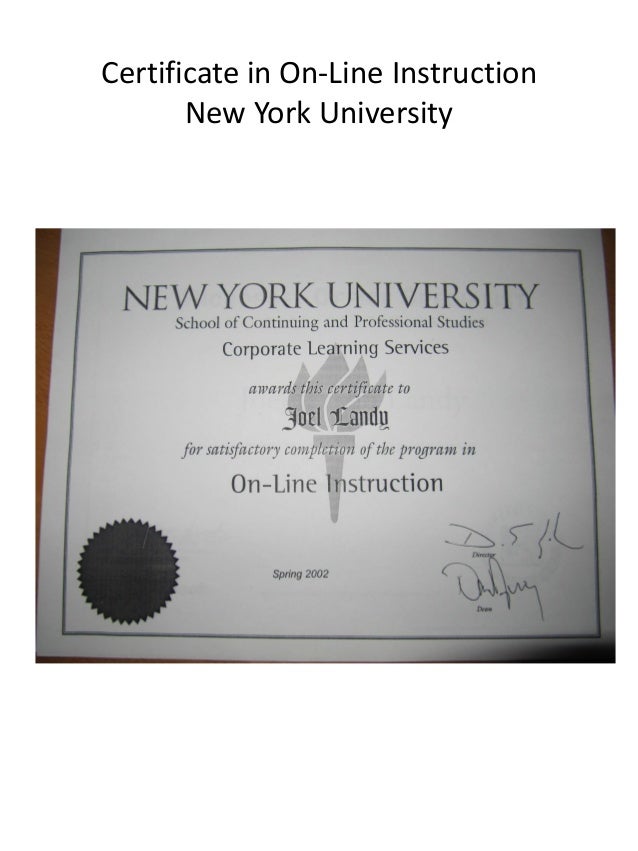 Certificate in On-Line Instruction
New York University
NEW YORK UNIVERSITY
School of Continuing and Professional Studies
Corporate Learning Services
awards this certificate to
Joel Landy
for satisfactory completion of the program in
On-Line Instruction
Director
Spring 2002
Dean